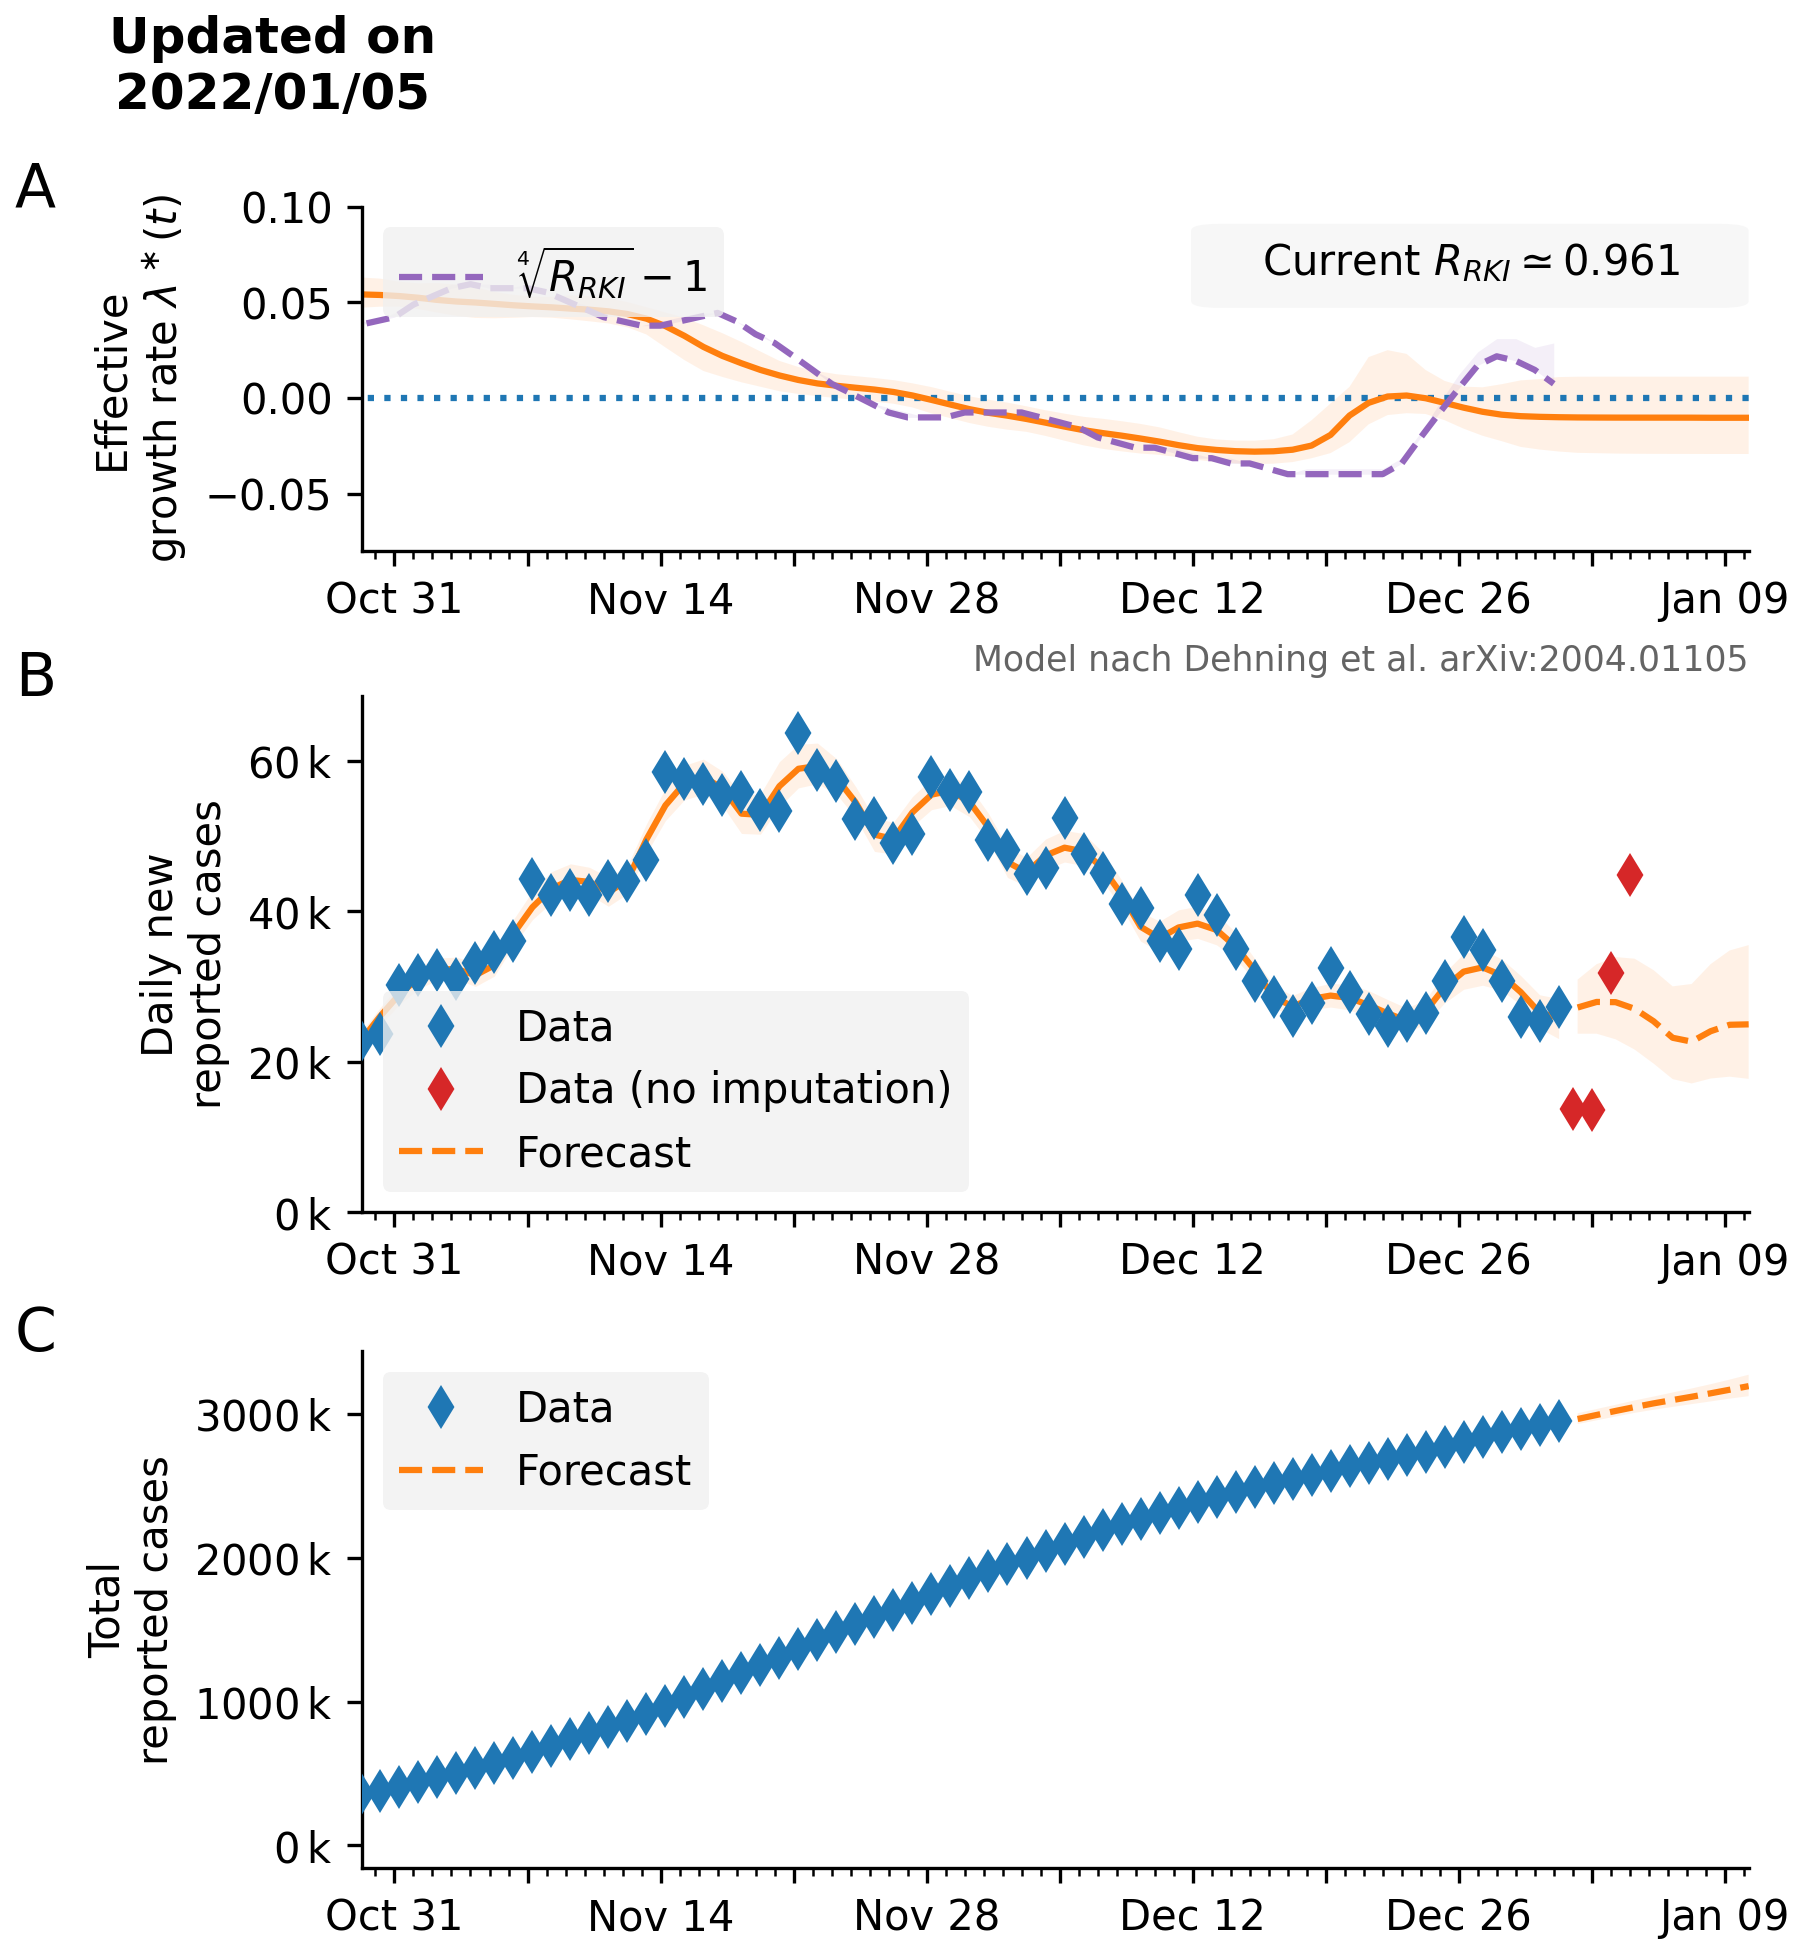 Updated on
2022/01/05
A
Effective
growth rate λ * (t)
0.10
0.05
0.00
−0.05
∜R_RKI − 1
Current R_RKI ≃ 0.961
Oct 31 Nov 14 Nov 28 Dec 12 Dec 26 Jan 09
Model nach Dehning et al. arXiv:2004.01105
B
Daily new
reported cases
60 k
40 k
20 k
0 k
Data
Data (no imputation)
Forecast
Oct 31 Nov 14 Nov 28 Dec 12 Dec 26 Jan 09
C
Total
reported cases
3000 k
2000 k
1000 k
0 k
Data
Forecast
Oct 31 Nov 14 Nov 28 Dec 12 Dec 26 Jan 09